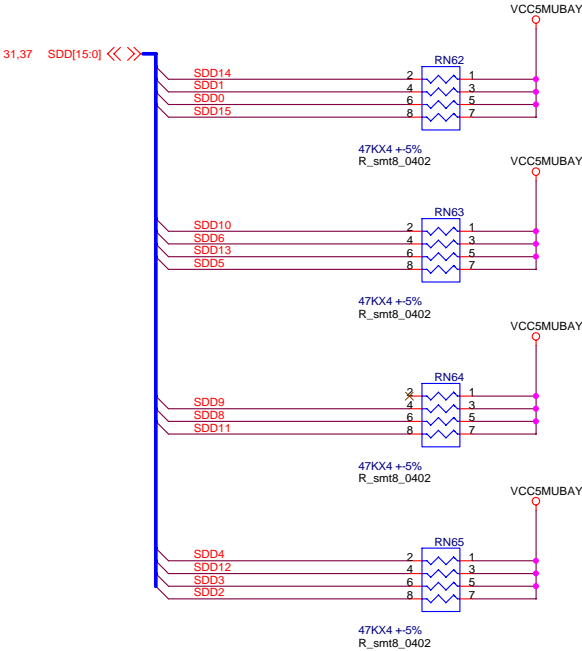 VCC5MUBAY
31,37 SDD[15:0]
RN62
SDD14 2 1
SDD1 4 3
SDD0 6 5
SDD15 8 7
47KX4 +-5%
R_smt8_0402
VCC5MUBAY
RN63
SDD10 2 1
SDD6 4 3
SDD13 6 5
SDD5 8 7
47KX4 +-5%
R_smt8_0402
VCC5MUBAY
RN64
2 1
SDD9 4 3
SDD8 6 5
SDD11 8 7
47KX4 +-5%
R_smt8_0402
VCC5MUBAY
RN65
SDD4 2 1
SDD12 4 3
SDD3 6 5
SDD2 8 7
47KX4 +-5%
R_smt8_0402